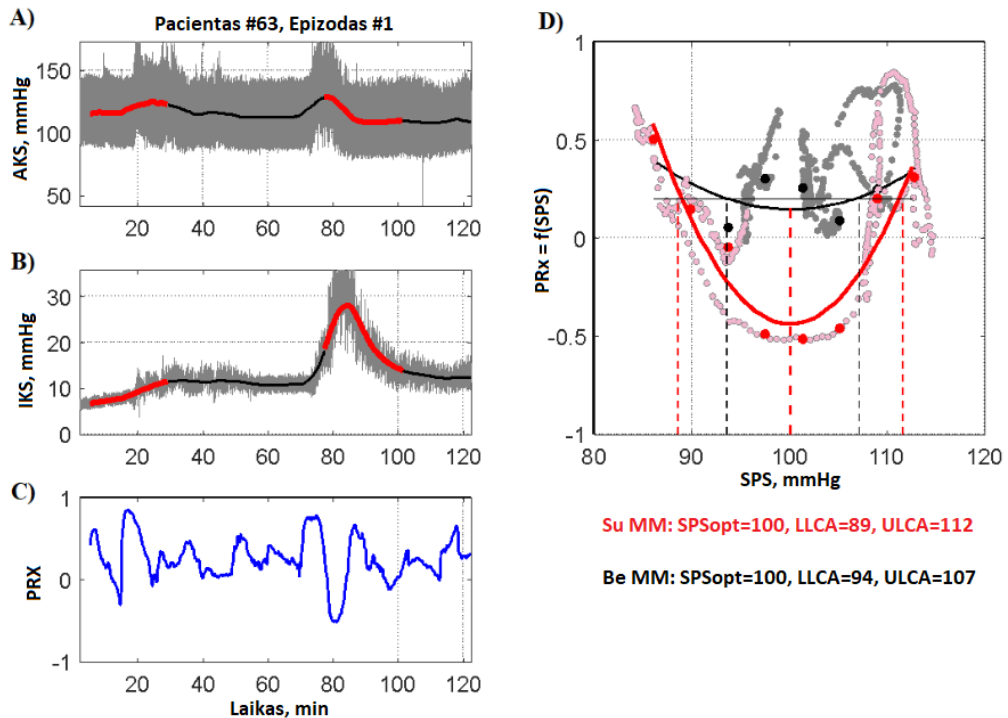 A)
Pacientas #63, Epizodas #1
AKS, mmHg
150
100
50
20 40 60 80 100 120
B)
IKS, mmHg
30
20
10
0
20 40 60 80 100 120
C)
PRX
1
0
-1
20 40 60 80 100 120
Laikas, min
D)
PRx = f(SPS)
1
0.5
0
-0.5
-1
80 90 100 110 120
SPS, mmHg
Su MM: SPSopt=100, LLCA=89, ULCA=112
Be MM: SPSopt=100, LLCA=94, ULCA=107